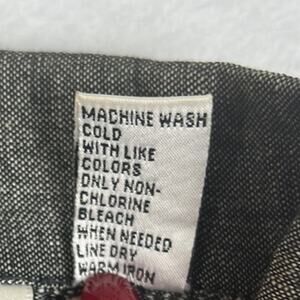 MACHINE WASH
COLD
WITH LIKE
COLORS
ONLY NON-
CHLORINE
BLEACH
WHEN NEEDED
LINE DRY
WARM IRON